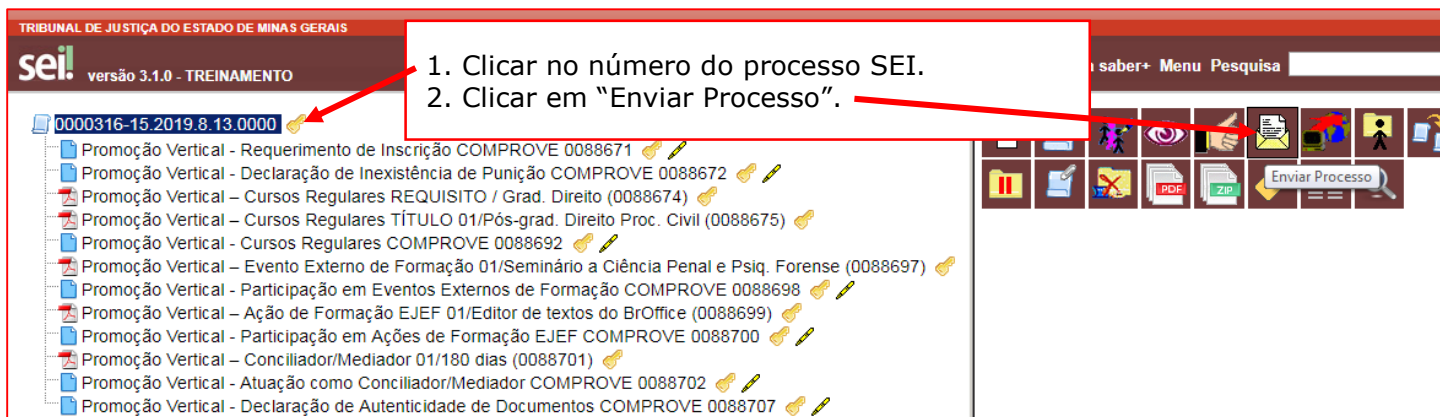 TRIBUNAL DE JUSTIÇA DO ESTADO DE MINAS GERAIS
sei! versão 3.1.0 - TREINAMENTO
1. Clicar no número do processo SEI.
2. Clicar em “Enviar Processo”.
saber+ Menu Pesquisa
0000316-15.2019.8.13.0000
Promoção Vertical - Requerimento de Inscrição COMPROVE 0088671
Promoção Vertical - Declaração de Inexistência de Punição COMPROVE 0088672
Promoção Vertical – Cursos Regulares REQUISITO / Grad. Direito (0088674)
Promoção Vertical – Cursos Regulares TÍTULO 01/Pós-grad. Direito Proc. Civil (0088675)
Promoção Vertical - Cursos Regulares COMPROVE 0088692
Promoção Vertical – Evento Externo de Formação 01/Seminário a Ciência Penal e Psiq. Forense (0088697)
Promoção Vertical - Participação em Eventos Externos de Formação COMPROVE 0088698
Promoção Vertical – Ação de Formação EJEF 01/Editor de textos do BrOffice (0088699)
Promoção Vertical - Participação em Ações de Formação EJEF COMPROVE 0088700
Promoção Vertical – Conciliador/Mediador 01/180 dias (0088701)
Promoção Vertical - Atuação como Conciliador/Mediador COMPROVE 0088702
Promoção Vertical - Declaração de Autenticidade de Documentos COMPROVE 0088707
PDF
ZIP
Enviar Processo